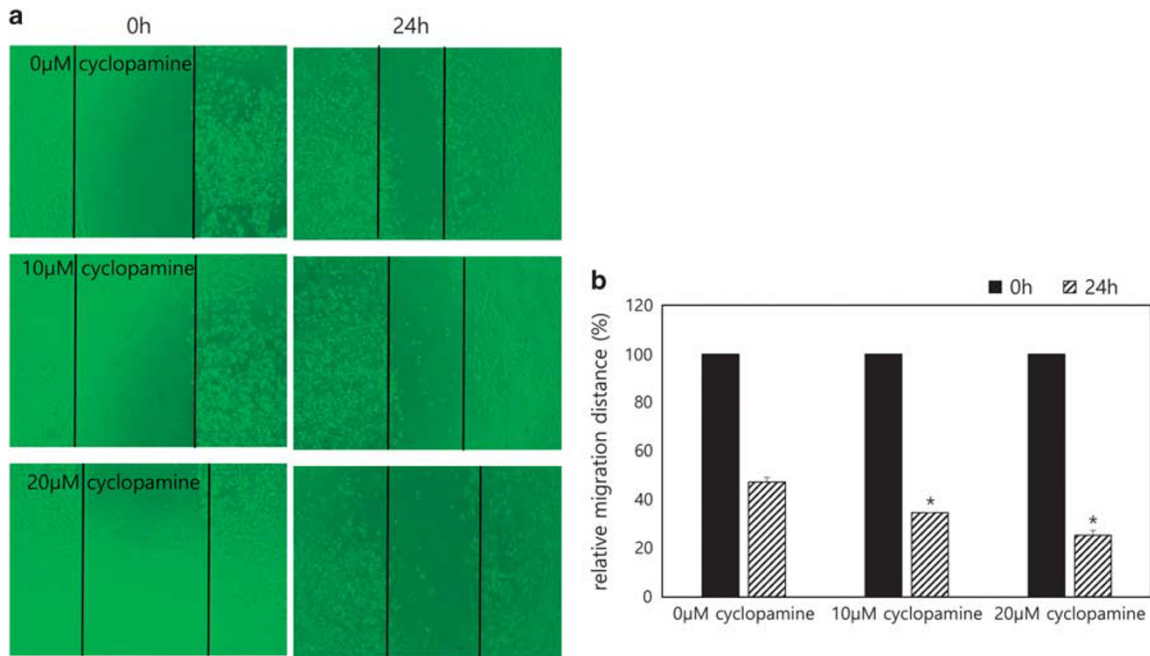 a
0h 24h
0μM cyclopamine
10μM cyclopamine
20μM cyclopamine
b
0h 24h
relative migration distance (%)
120
100
80
60
40
20
0
*
*
0μM cyclopamine 10μM cyclopamine 20μM cyclopamine